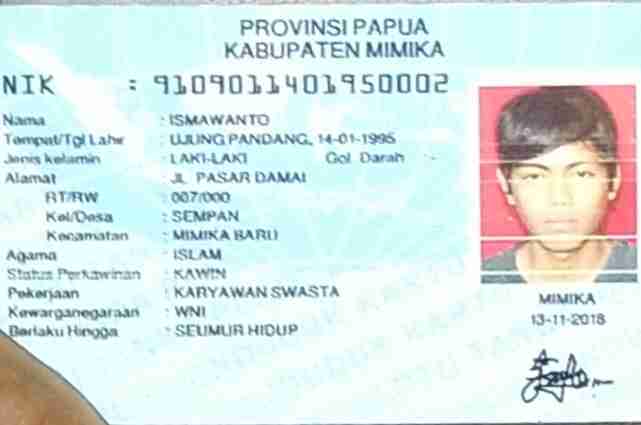 PROVINSI PAPUA
KABUPATEN MIMIKA
NIK : 9109011401950002
Nama : ISMAWANTO
Tempat/Tgl Lahir : UJUNG PANDANG, 14-01-1995
Jenis kelamin : LAKI-LAKI Gol. Darah : -
Alamat : JL. PASAR DAMAI
RT/RW : 007/000
Kel/Desa : SEMPAN
Kecamatan : MIMIKA BARU
Agama : ISLAM
Status Perkawinan : KAWIN
Pekerjaan : KARYAWAN SWASTA
Kewarganegaraan : WNI
Berlaku Hingga : SEUMUR HIDUP
MIMIKA
13-11-2018